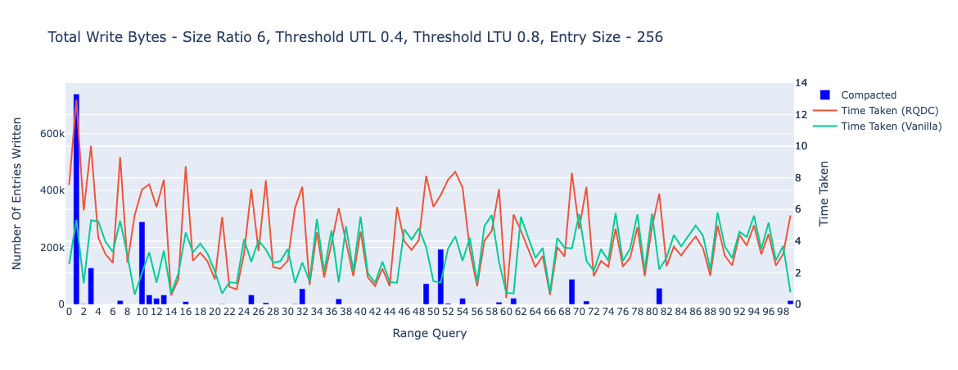 Total Write Bytes - Size Ratio 6, Threshold UTL 0.4, Threshold LTU 0.8, Entry Size - 256
Number Of Entries Written
600k
400k
200k
0
14
12
10
8
6
4
2
0
Time Taken
Compacted
Time Taken (RQDC)
Time Taken (Vanilla)
0 2 4 6 8 10 12 14 16 18 20 22 24 26 28 30 32 34 36 38 40 42 44 46 48 50 52 54 56 58 60 62 64 66 68 70 72 74 76 78 80 82 84 86 88 90 92 94 96 98
Range Query